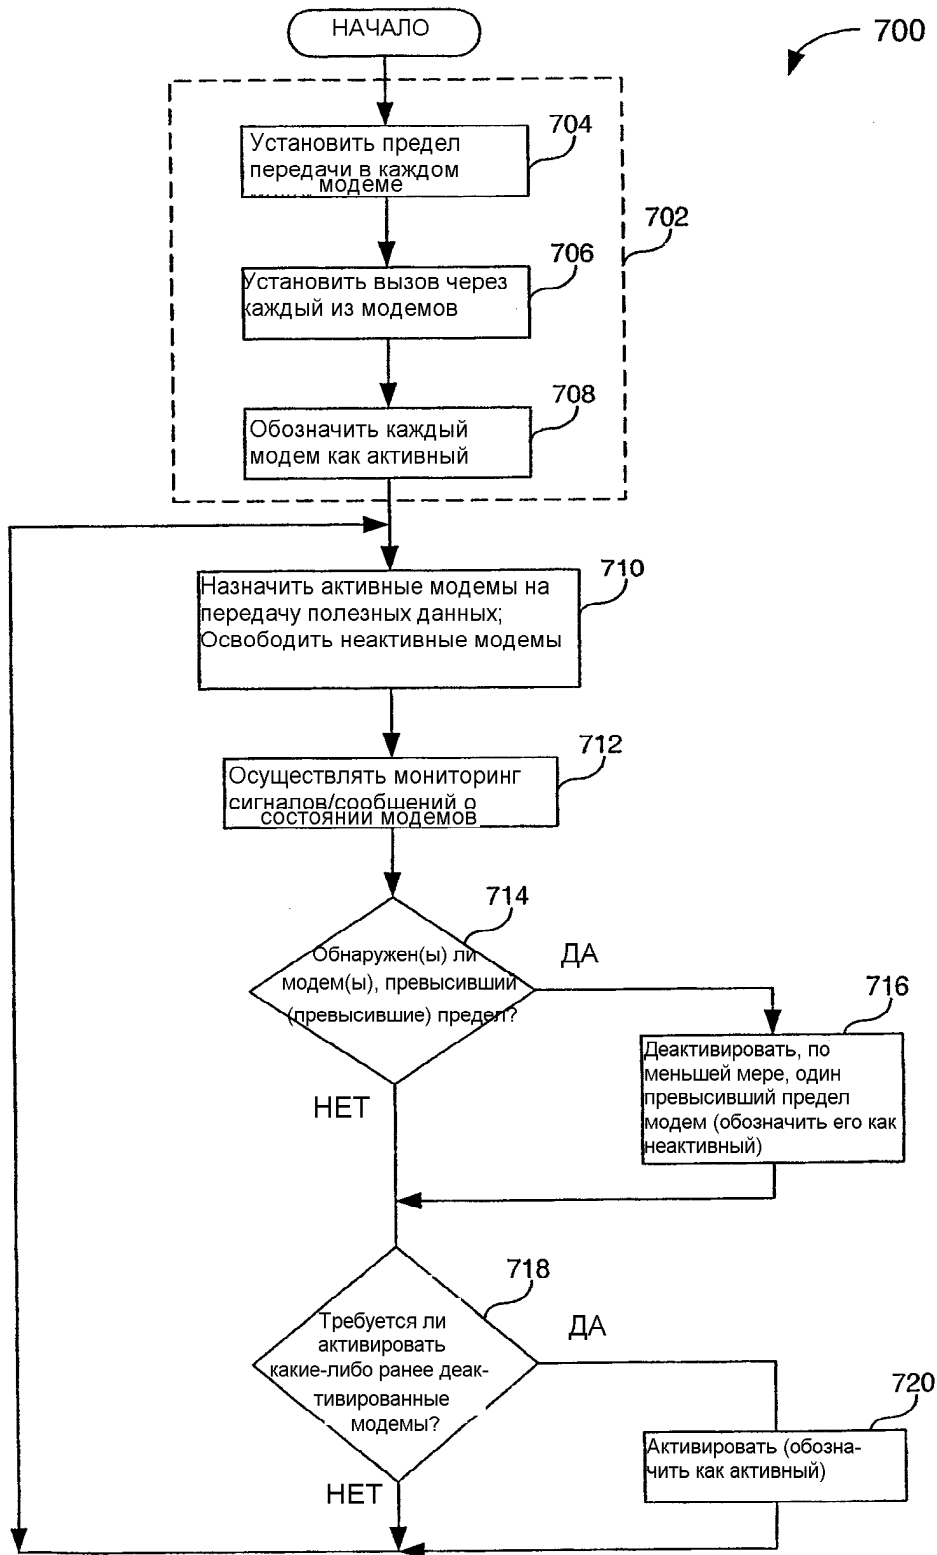 НАЧАЛО
700
704
Установить предел
передачи в каждом
модеме
702
706
Установить вызов через
каждый из модемов
708
Обозначить каждый
модем как активный
710
Назначить активные модемы на
передачу полезных данных;
Освободить неактивные модемы
712
Осуществлять мониторинг
сигналов/сообщений о
состоянии модемов
714
Обнаружен(ы) ли
модем(ы), превысивший
(превысившие) предел?
ДА
НЕТ
716
Деактивировать, по
меньшей мере, один
превысивший предел
модем (обозначить его как
неактивный)
718
Требуется ли
активировать
какие-либо ранее деак-
тивированные
модемы?
ДА
НЕТ
720
Активировать (обозна-
чить как активный)